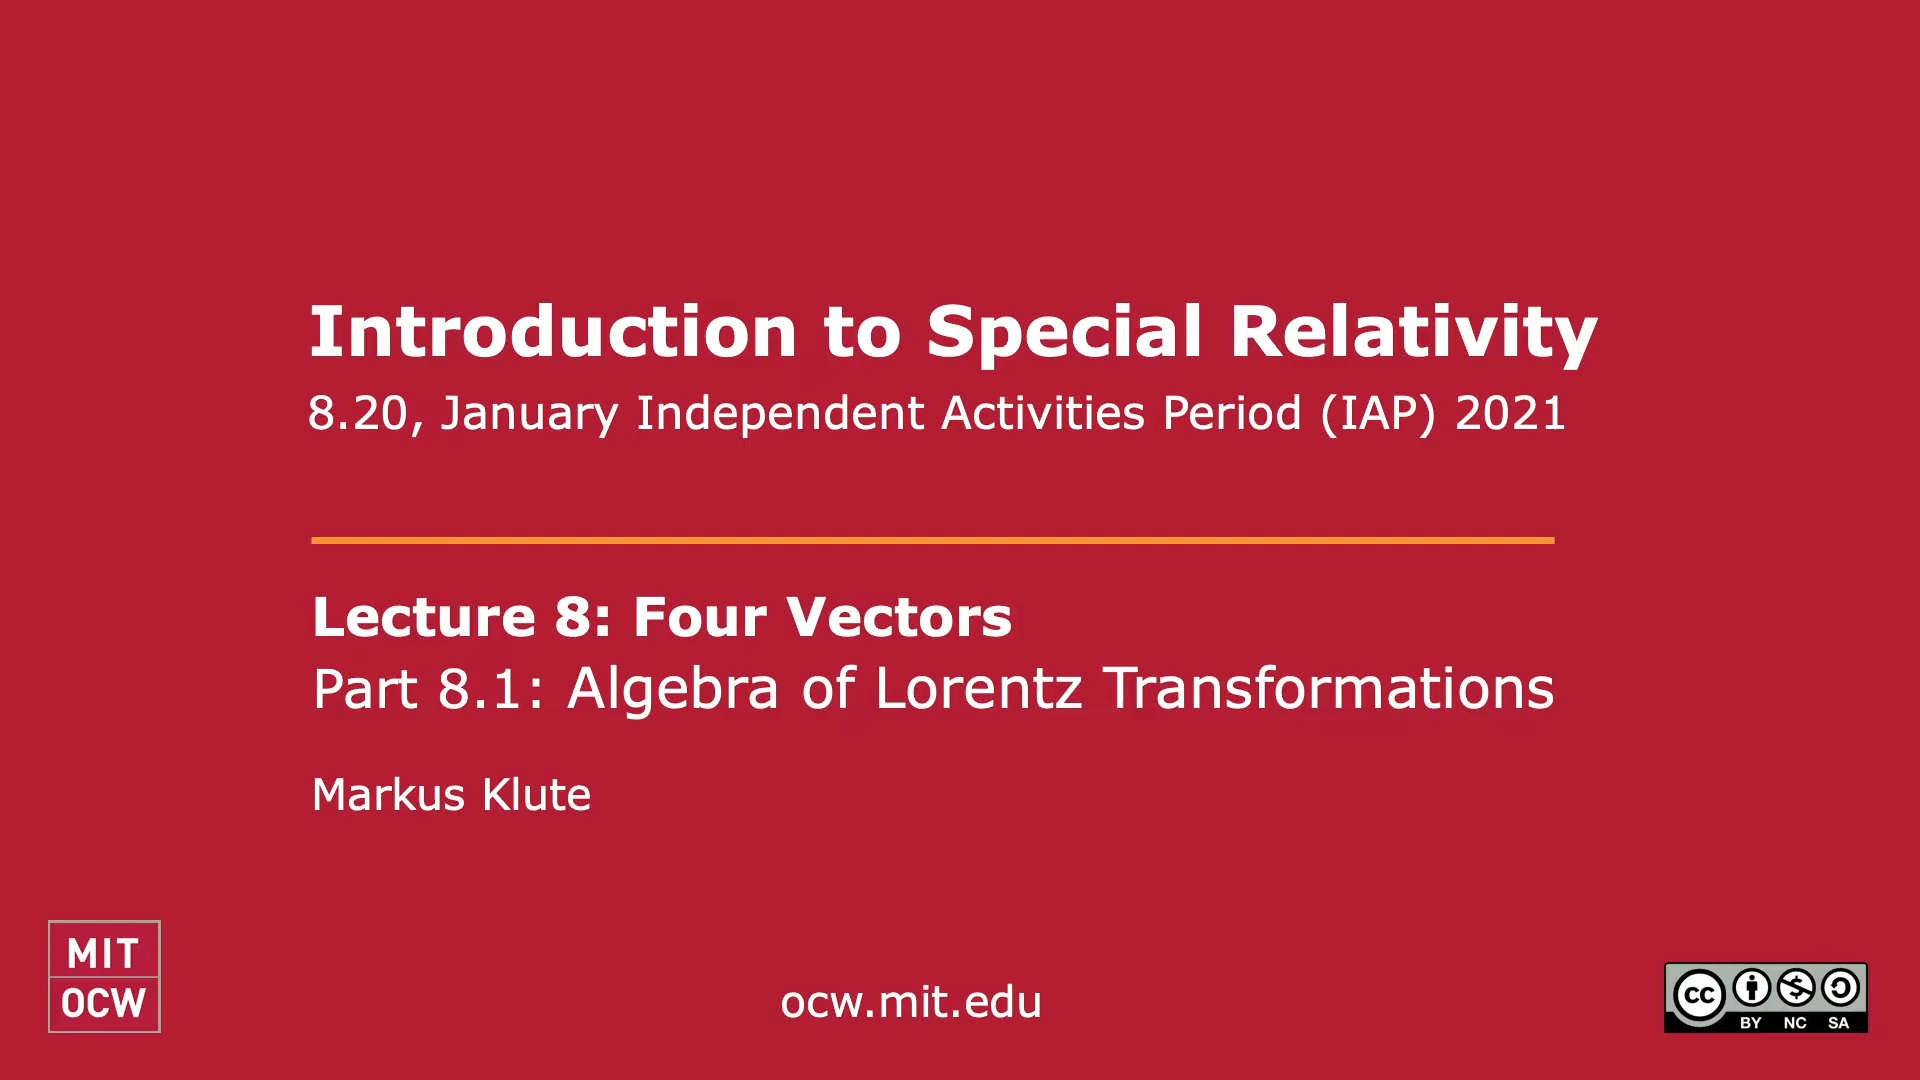 Introduction to Special Relativity
8.20, January Independent Activities Period (IAP) 2021
Lecture 8: Four Vectors
Part 8.1: Algebra of Lorentz Transformations
Markus Klute
MIT
OCW
ocw.mit.edu
cc
BY NC SA